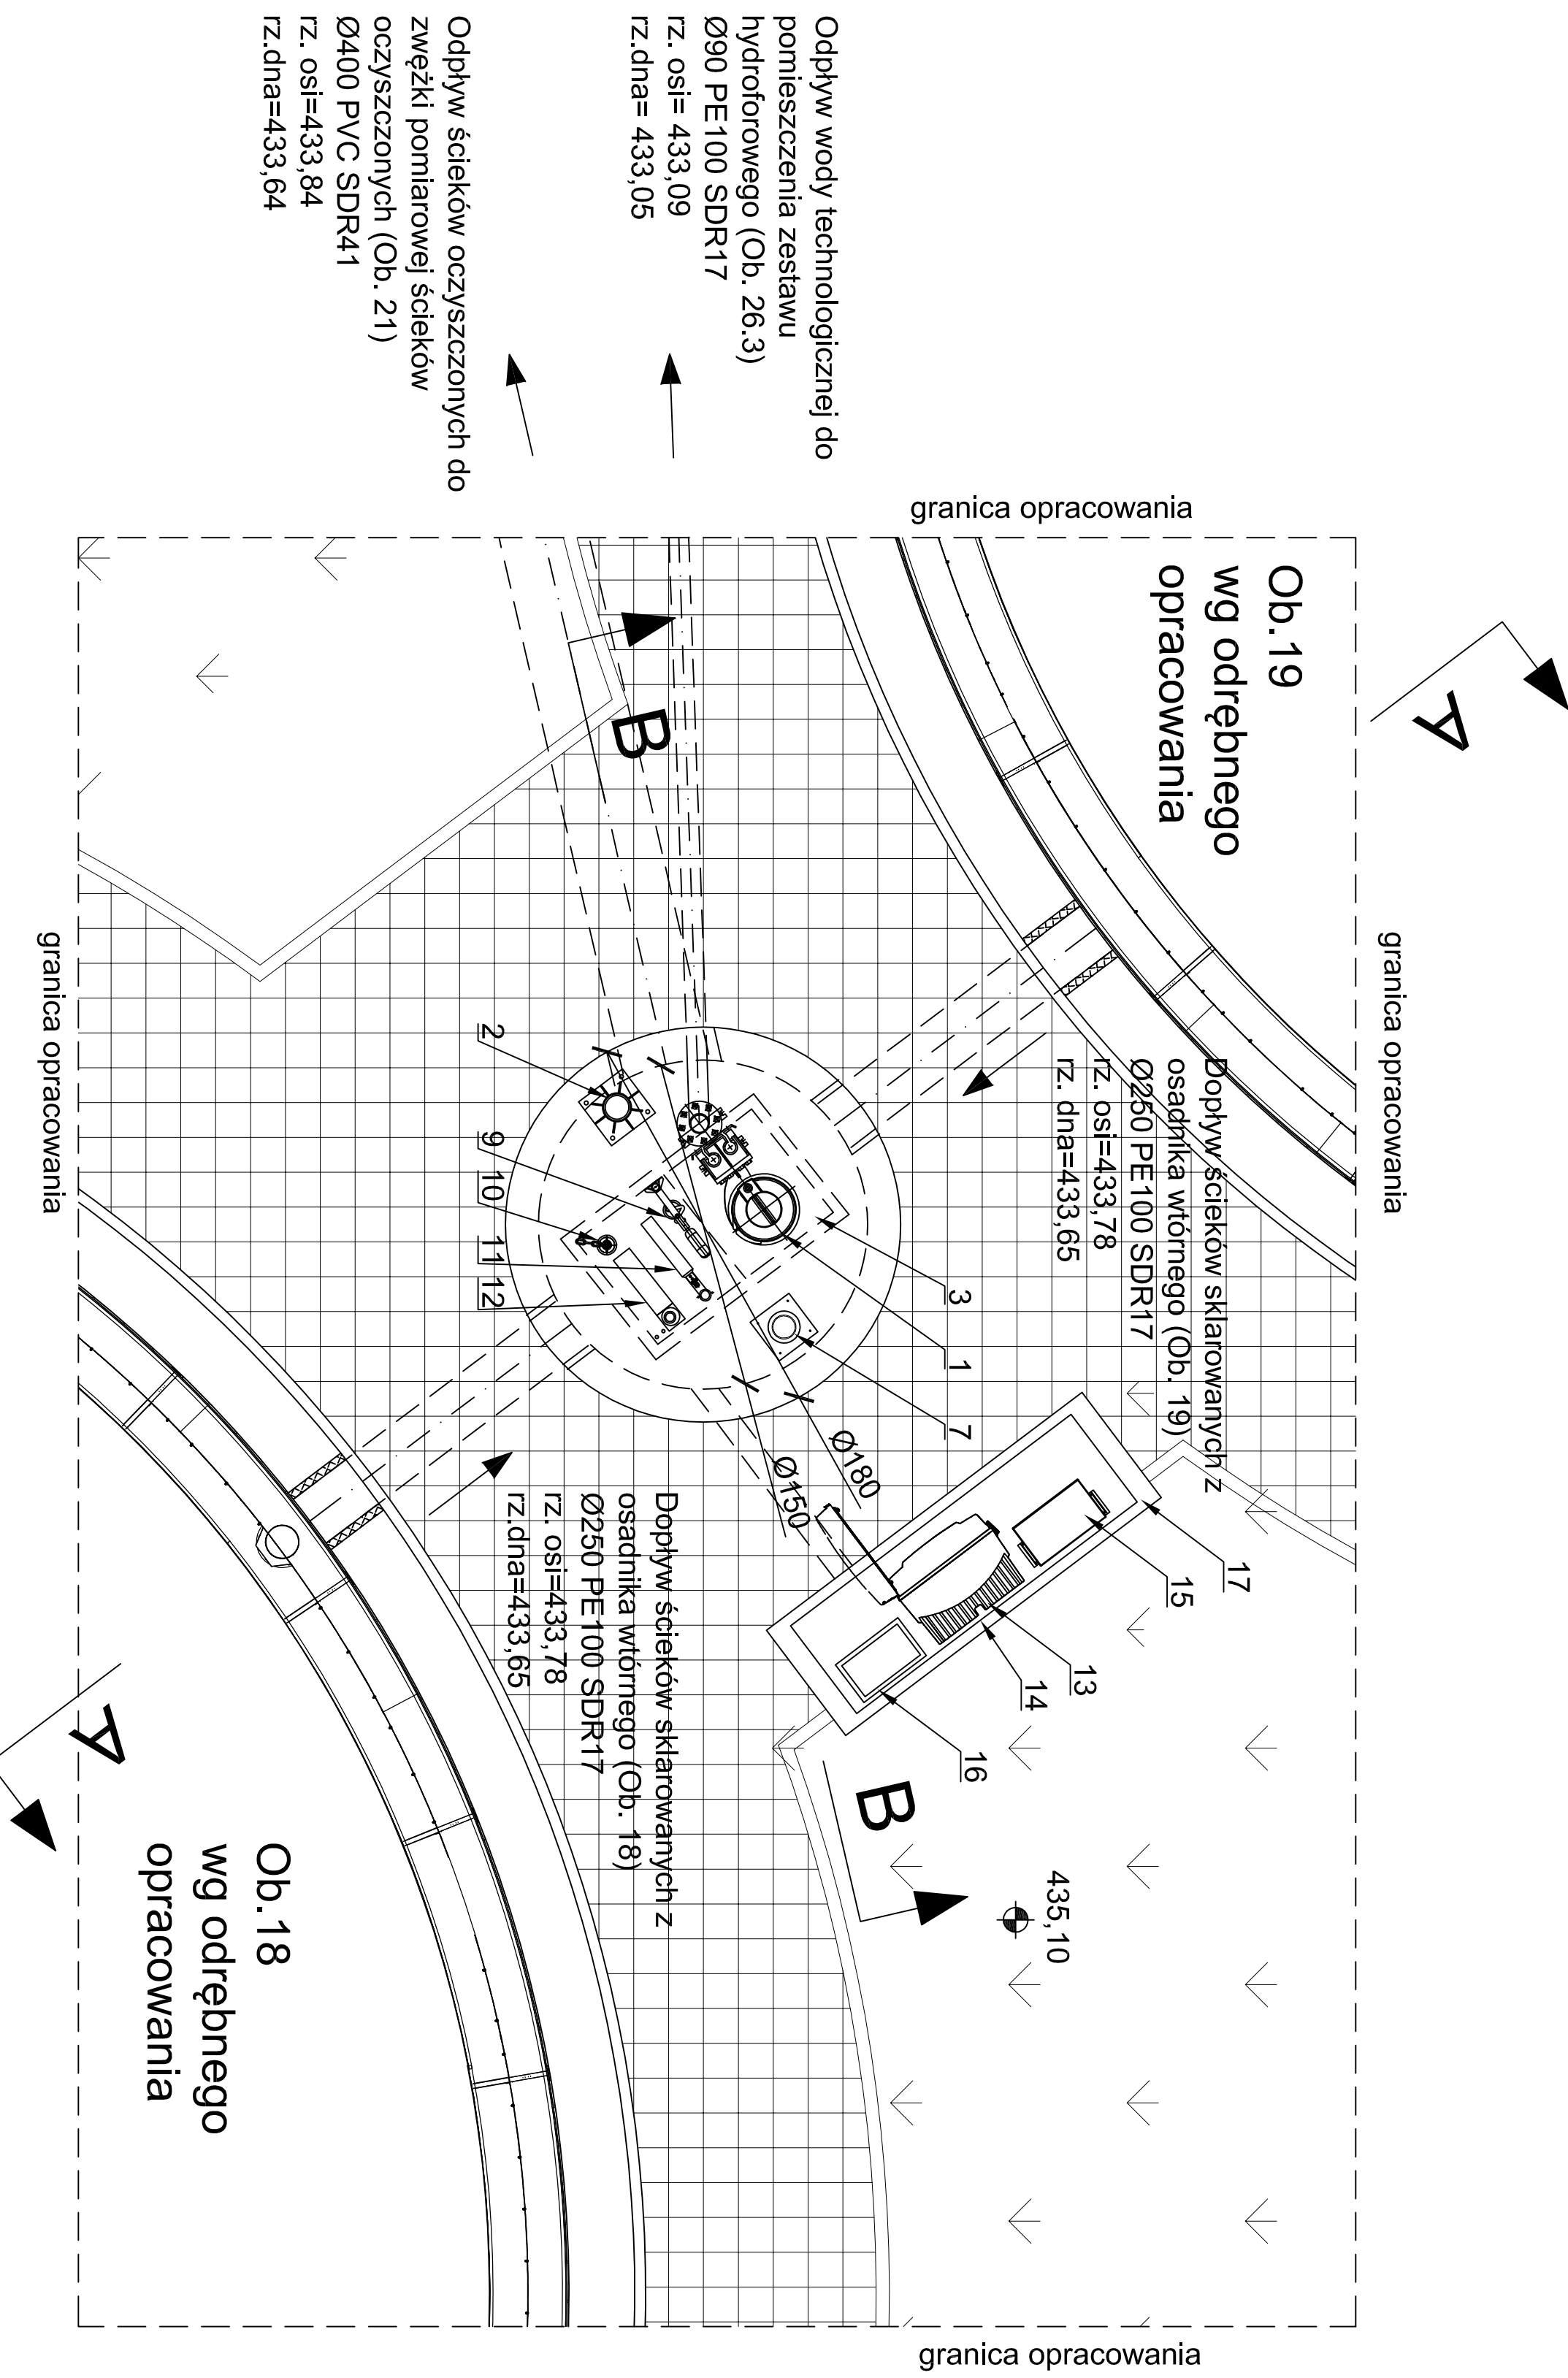 Odpływ wody technologicznej do
pomieszczenia zestawu
hydroforowego (Ob. 26.3)
Ø90 PE100 SDR17
rz. osi= 433,09
rz.dna= 433,05
Odpływ ścieków oczyszczonych do
zwężki pomiarowej ścieków
oczyszczonych (Ob. 21)
Ø400 PVC SDR41
rz. osi=433,84
rz.dna=433,64
granica opracowania
Ob.19
wg odrębnego
opracowania
A
B
granica opracowania
granica opracowania
Dopływ ścieków sklarowanych z
osadnika wtórnego (Ob. 19)
Ø250 PE100 SDR17
rz. osi=433,78
rz. dna=433,65
2
9
10
11
12
3
1
7
Ø180
Ø150
17
15
13
14
16
Dopływ ścieków sklarowanych z
osadnika wtórnego (Ob. 18)
Ø250 PE100 SDR17
rz. osi=433,78
rz.dna=433,65
B
A
435,10
Ob.18
wg odrębnego
opracowania
granica opracowania